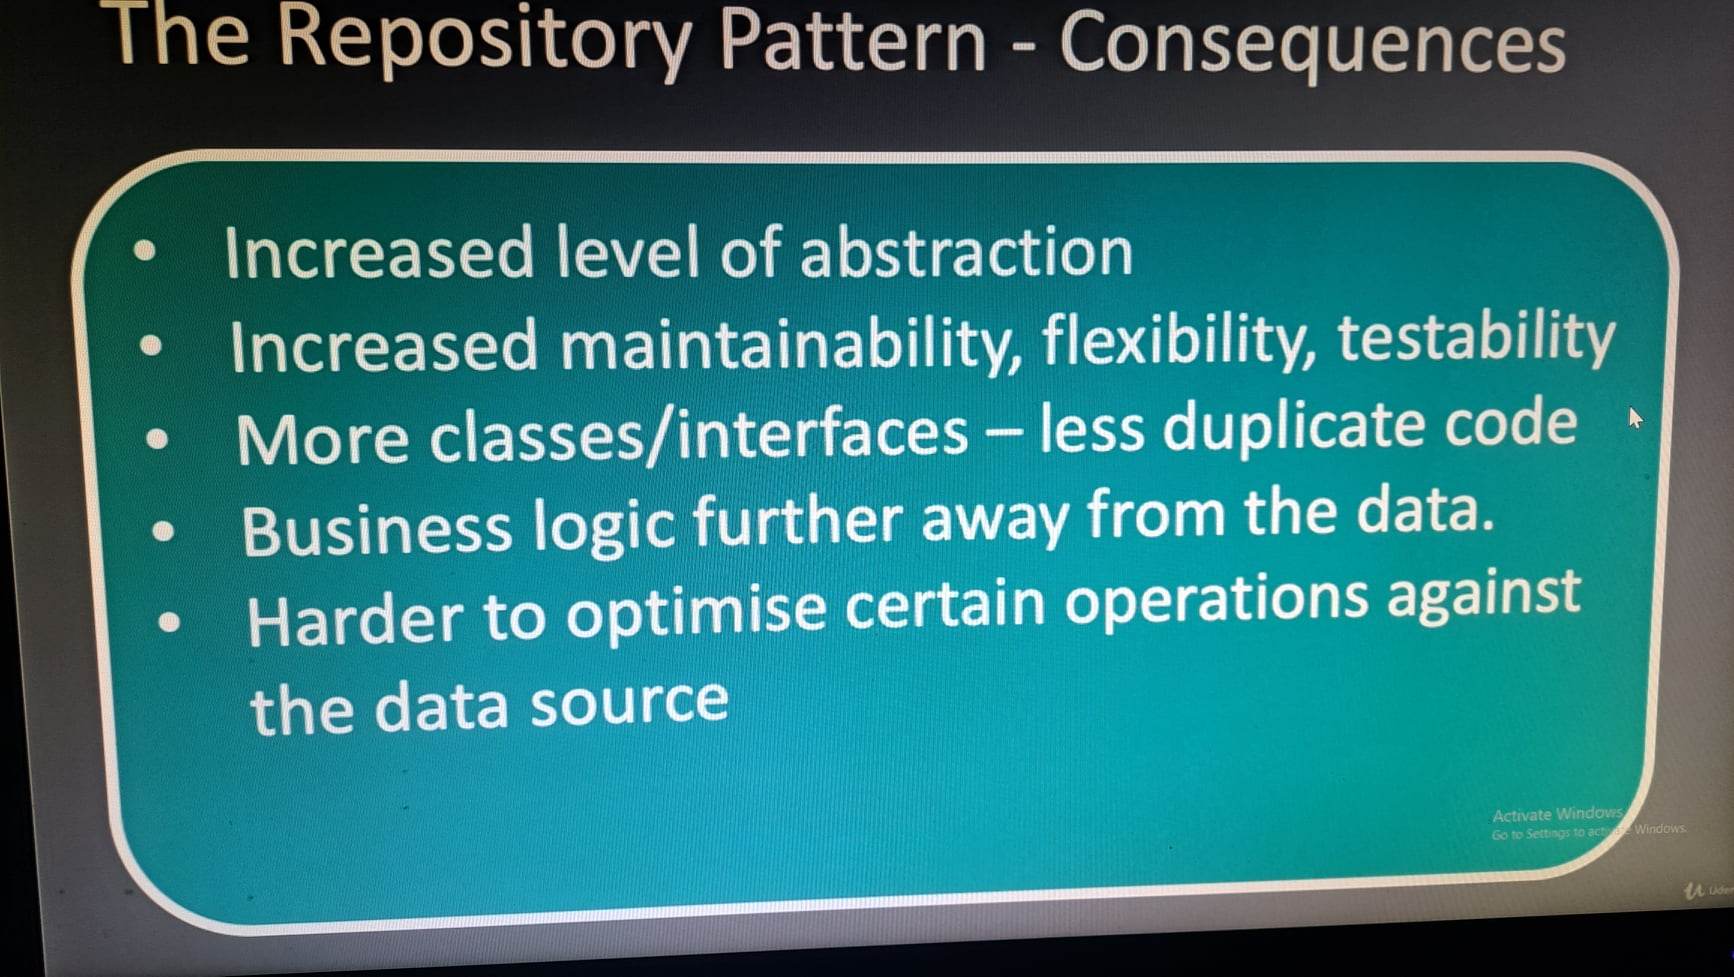 The Repository Pattern - Consequences
• Increased level of abstraction
• Increased maintainability, flexibility, testability
• More classes/interfaces – less duplicate code
• Business logic further away from the data.
• Harder to optimise certain operations against
the data source
Activate Windows
Go to Settings to activate Windows.